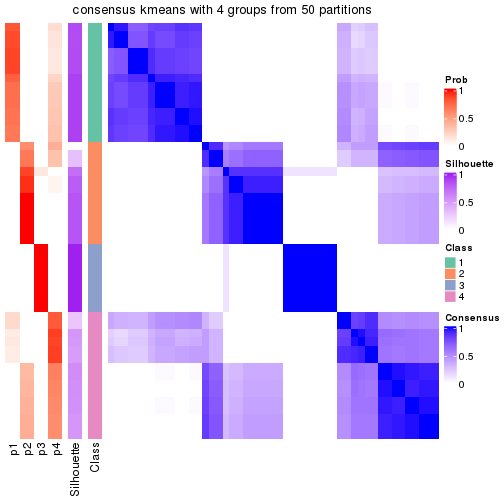 consensus kmeans with 4 groups from 50 partitions
Prob
1
0.5
0
Silhouette
1
0.5
0
Class
1
2
3
4
Consensus
1
0.5
0
p1
p2
p3
p4
Silhouette
Class